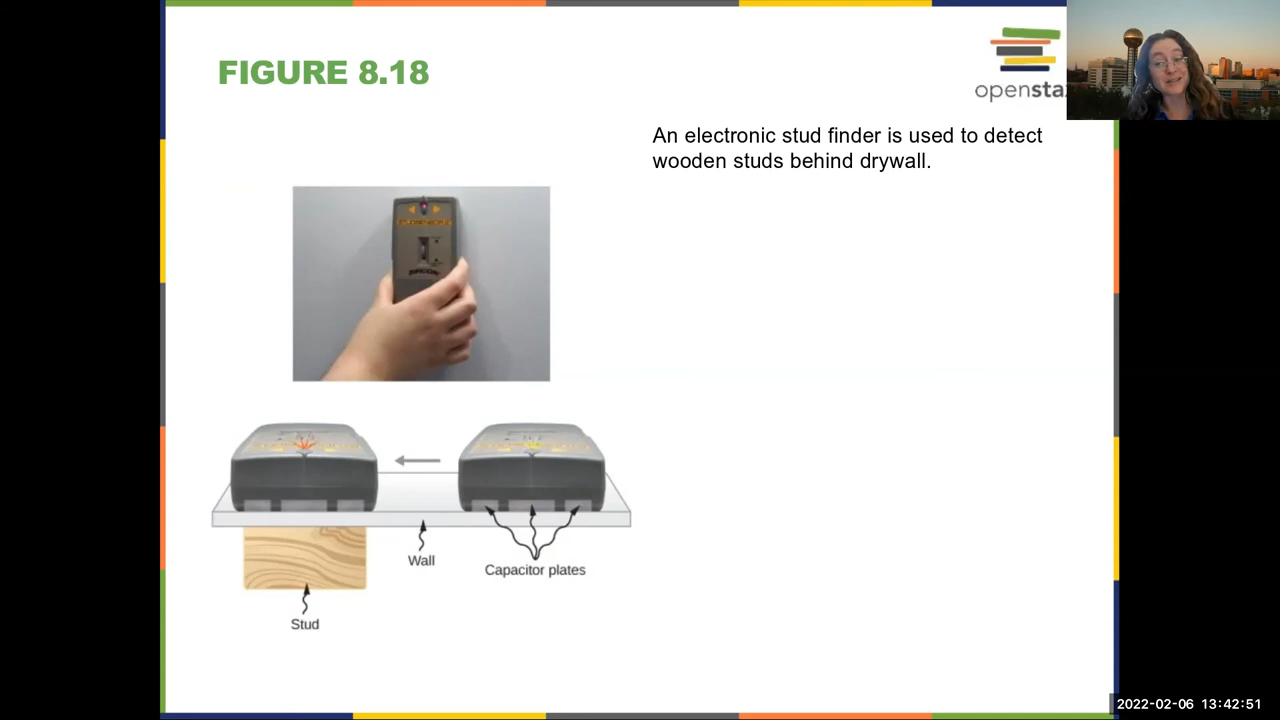 FIGURE 8.18
openstax
An electronic stud finder is used to detect
wooden studs behind drywall.
Wall
Capacitor plates
Stud
2022-02-06 13:42:51